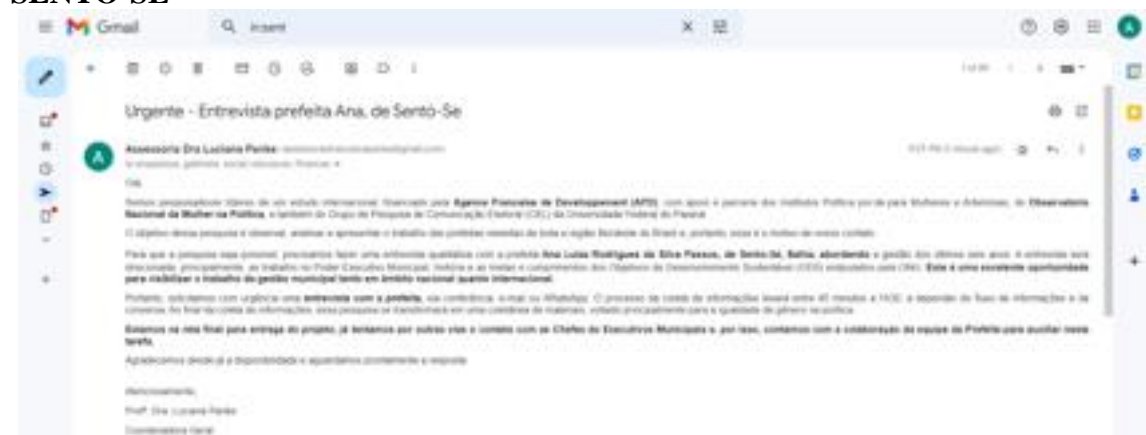 SENTO-SÉ
Gmail
insent
Urgente - Entrevista prefeita Ana, de Sento-Se
Assessoria Dra Luciana Panke
Olá,
Somos pesquisadoras líderes de um estudo internacional, financiado pela Agence Francaise de Developpement (AFD), com apoio e parceria dos Institutos Política por.de.para Mulheres e Artemisias, do Observatório
Nacional da Mulher na Política, e também do Grupo de Pesquisa de Comunicação Eleitoral (CEL) da Universidade Federal do Paraná.
O objetivo dessa pesquisa é observar, analisar e apresentar o trabalho das prefeitas eleitas de toda a região Nordeste do Brasil e, portanto, esse é o motivo de nosso contato.
Para que a pesquisa seja possível, precisamos fazer uma entrevista qualitativa com a prefeita Ana Luiza Rodrigues da Silva Passos, de Sento-Sé, Bahia, abordando a gestão dos últimos seis anos. A entrevista será
direcionada, principalmente, ao trabalho no Poder Executivo Municipal, história e as metas e cumprimentos dos Objetivos de Desenvolvimento Sustentável (ODS) estipulados pela ONU. Esta é uma excelente oportunidade
para visibilizar o trabalho da gestão municipal tanto em âmbito nacional quanto internacional.
Portanto, solicitamos com urgência uma entrevista com a prefeita, via conferência, e-mail ou WhatsApp. O processo da coleta de informações levará entre 45 minutos a 1h30, a depender do fluxo de informações e da
conversa. Ao final da coleta de informações, essa pesquisa se transformará em uma coletânea de materiais, voltado principalmente para a igualdade de gênero na política.
Estamos na reta final para entrega do projeto, já tentamos por outras vias o contato com as Chefes do Executivos Municipais e, por isso, contamos com a colaboração da equipe da Prefeita para auxiliar nesta
tarefa.
Agradecemos desde já a disponibilidade e aguardamos prontamente a resposta.
Atenciosamente,
Profª. Dra. Luciana Panke
Coordenadora Geral